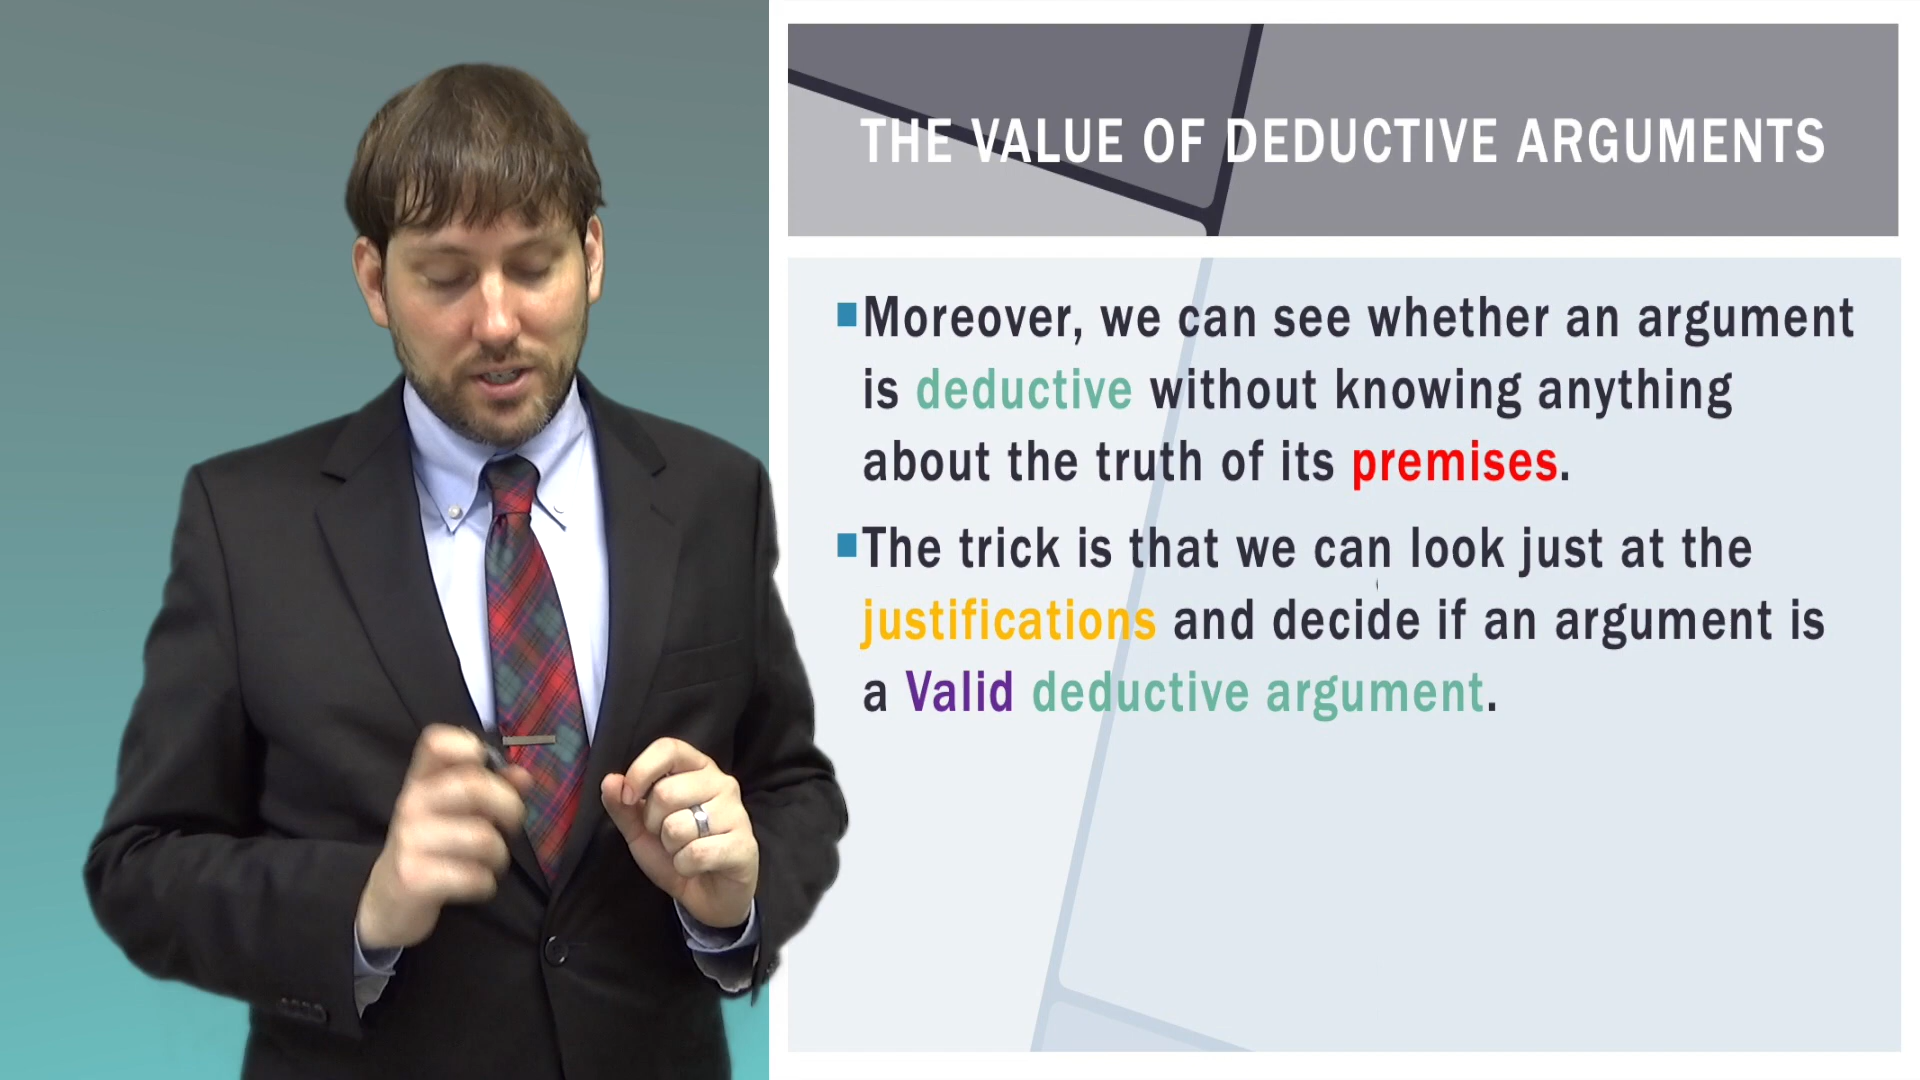 THE VALUE OF DEDUCTIVE ARGUMENTS
Moreover, we can see whether an argument
is deductive without knowing anything
about the truth of its premises.
The trick is that we can look just at the
justifications and decide if an argument is
a Valid deductive argument.